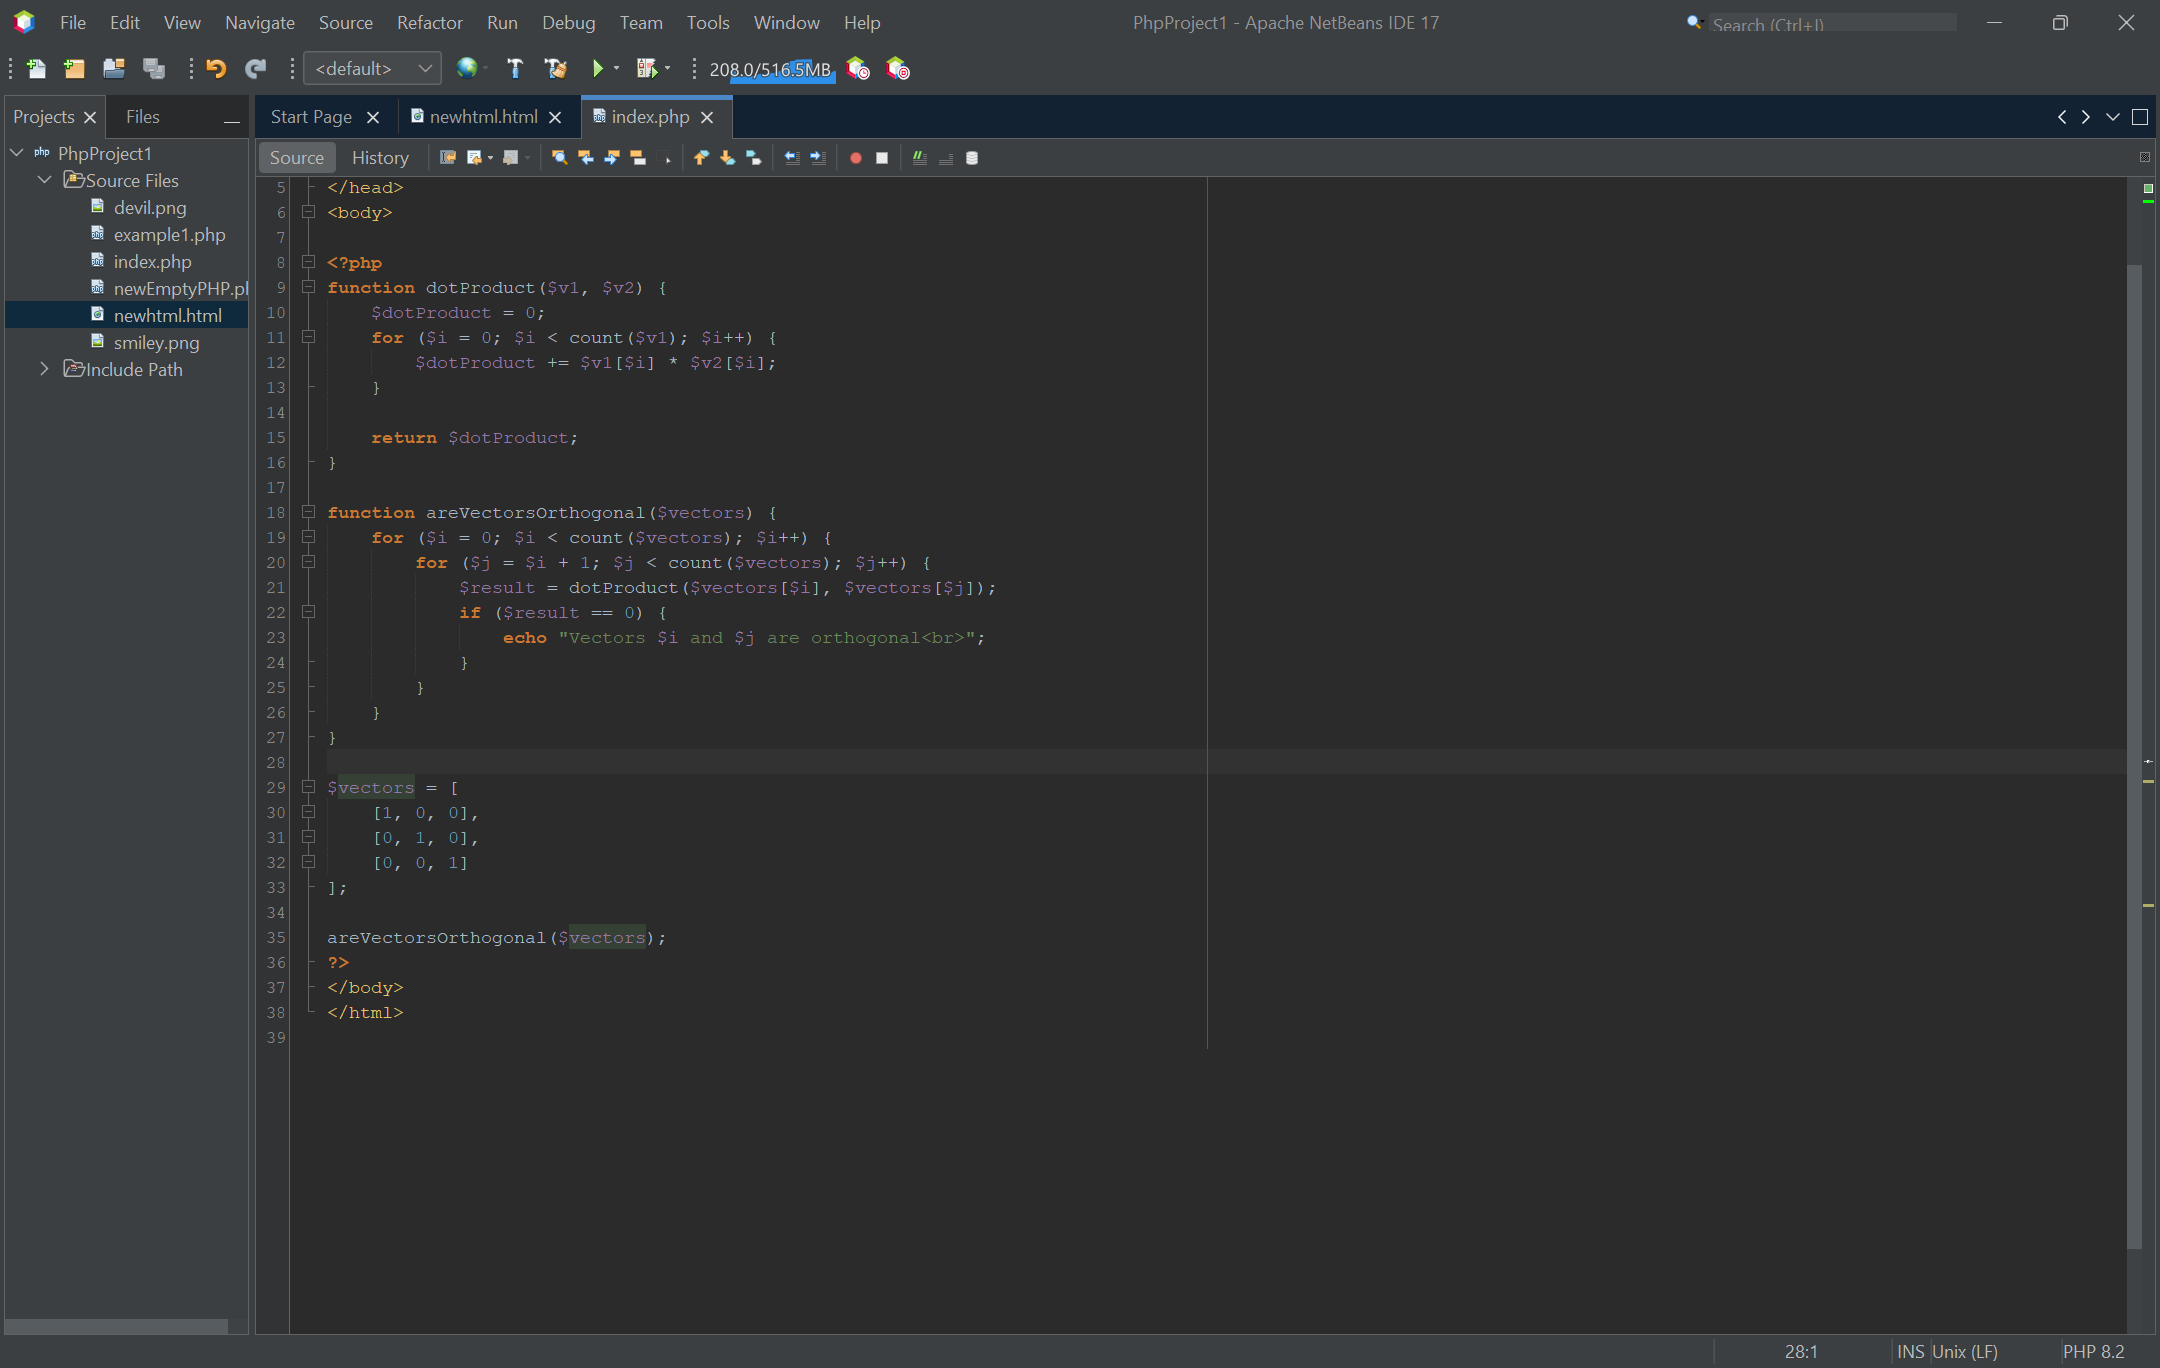 File Edit View Navigate Source Refactor Run Debug Team Tools Window Help
PhpProject1 - Apache NetBeans IDE 17
Search (Ctrl+I)
<default>
208.0/516.5MB
Projects Files
Start Page newhtml.html index.php
Source History
php PhpProject1
Source Files
devil.png
example1.php
index.php
newEmptyPHP.p
newhtml.html
smiley.png
Include Path
5 </head>
6 <body>
7
8 <?php
9 function dotProduct($v1, $v2) {
10 $dotProduct = 0;
11 for ($i = 0; $i < count($v1); $i++) {
12 $dotProduct += $v1[$i] * $v2[$i];
13 }
14
15 return $dotProduct;
16 }
17
18 function areVectorsOrthogonal($vectors) {
19 for ($i = 0; $i < count($vectors); $i++) {
20 for ($j = $i + 1; $j < count($vectors); $j++) {
21 $result = dotProduct($vectors[$i], $vectors[$j]);
22 if ($result == 0) {
23 echo "Vectors $i and $j are orthogonal<br>";
24 }
25 }
26 }
27 }
28
29 $vectors = [
30 [1, 0, 0],
31 [0, 1, 0],
32 [0, 0, 1]
33 ];
34
35 areVectorsOrthogonal($vectors);
36 ?>
37 </body>
38 </html>
39
28:1 INS Unix (LF) PHP 8.2